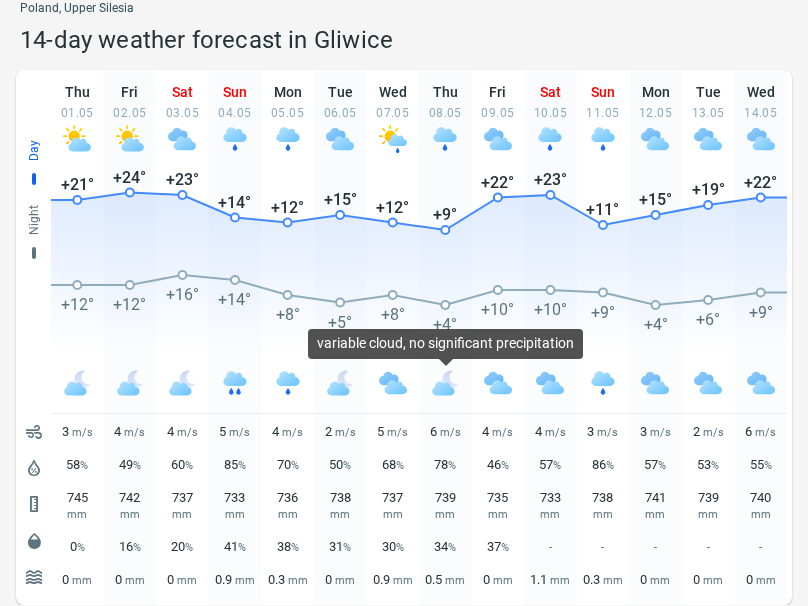 Poland, Upper Silesia
14-day weather forecast in Gliwice
Thu Fri Sat Sun Mon Tue Wed Thu Fri Sat Sun Mon Tue Wed
01.05 02.05 03.05 04.05 05.05 06.05 07.05 08.05 09.05 10.05 11.05 12.05 13.05 14.05
Day
+21° +24° +23° +14° +12° +15° +12° +9° +22° +23° +11° +15° +19° +22°
Night
+12° +12° +16° +14° +8° +5° +8° +4° +10° +10° +9° +4° +6° +9°
variable cloud, no significant precipitation
3 m/s 4 m/s 4 m/s 5 m/s 4 m/s 2 m/s 5 m/s 6 m/s 4 m/s 4 m/s 3 m/s 3 m/s 2 m/s 6 m/s
58% 49% 60% 85% 70% 50% 68% 78% 46% 57% 86% 57% 53% 55%
745 742 737 733 736 738 737 739 735 733 738 741 739 740
mm mm mm mm mm mm mm mm mm mm mm mm mm mm
0% 16% 20% 41% 38% 31% 30% 34% 37% - - - - -
0 mm 0 mm 0 mm 0.9 mm 0.3 mm 0 mm 0.9 mm 0.5 mm 0 mm 1.1 mm 0.3 mm 0 mm 0 mm 0 mm